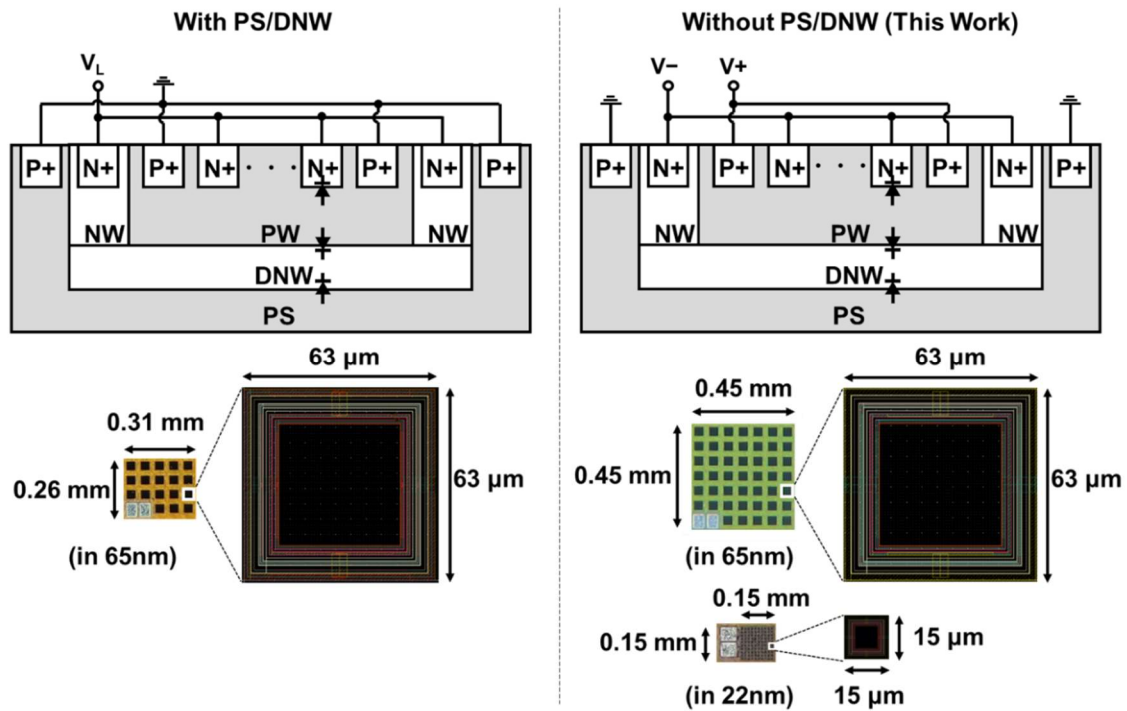 With PS/DNW
V_L
P+ N+ P+ N+ · · · N+ P+ N+ P+
NW PW NW
DNW
PS
63 µm
0.31 mm
0.26 mm
63 µm
(in 65nm)
Without PS/DNW (This Work)
V− V+
P+ N+ P+ N+ · · · N+ P+ N+ P+
NW PW NW
DNW
PS
63 µm
0.45 mm
0.45 mm
63 µm
(in 65nm)
0.15 mm
0.15 mm
15 µm
(in 22nm)
15 µm